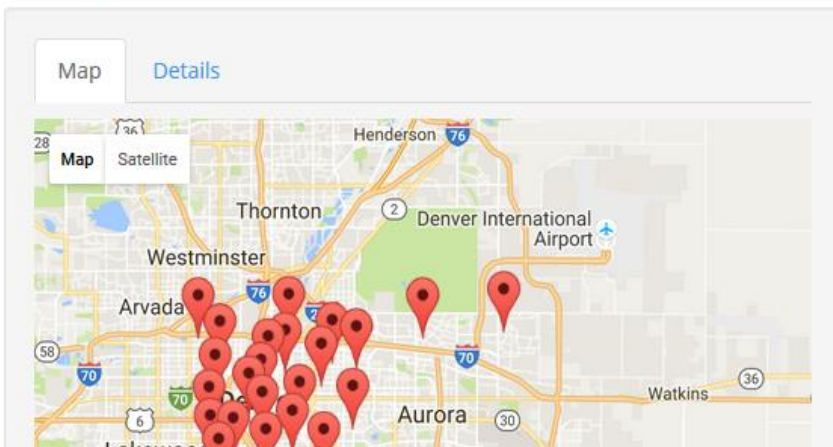 Map Details
36
28
Map Satellite
Henderson 76
Thornton
2
Denver International
Airport
Westminster
76
Arvada
58
70
70
70
Watkins
36
6
Aurora
30